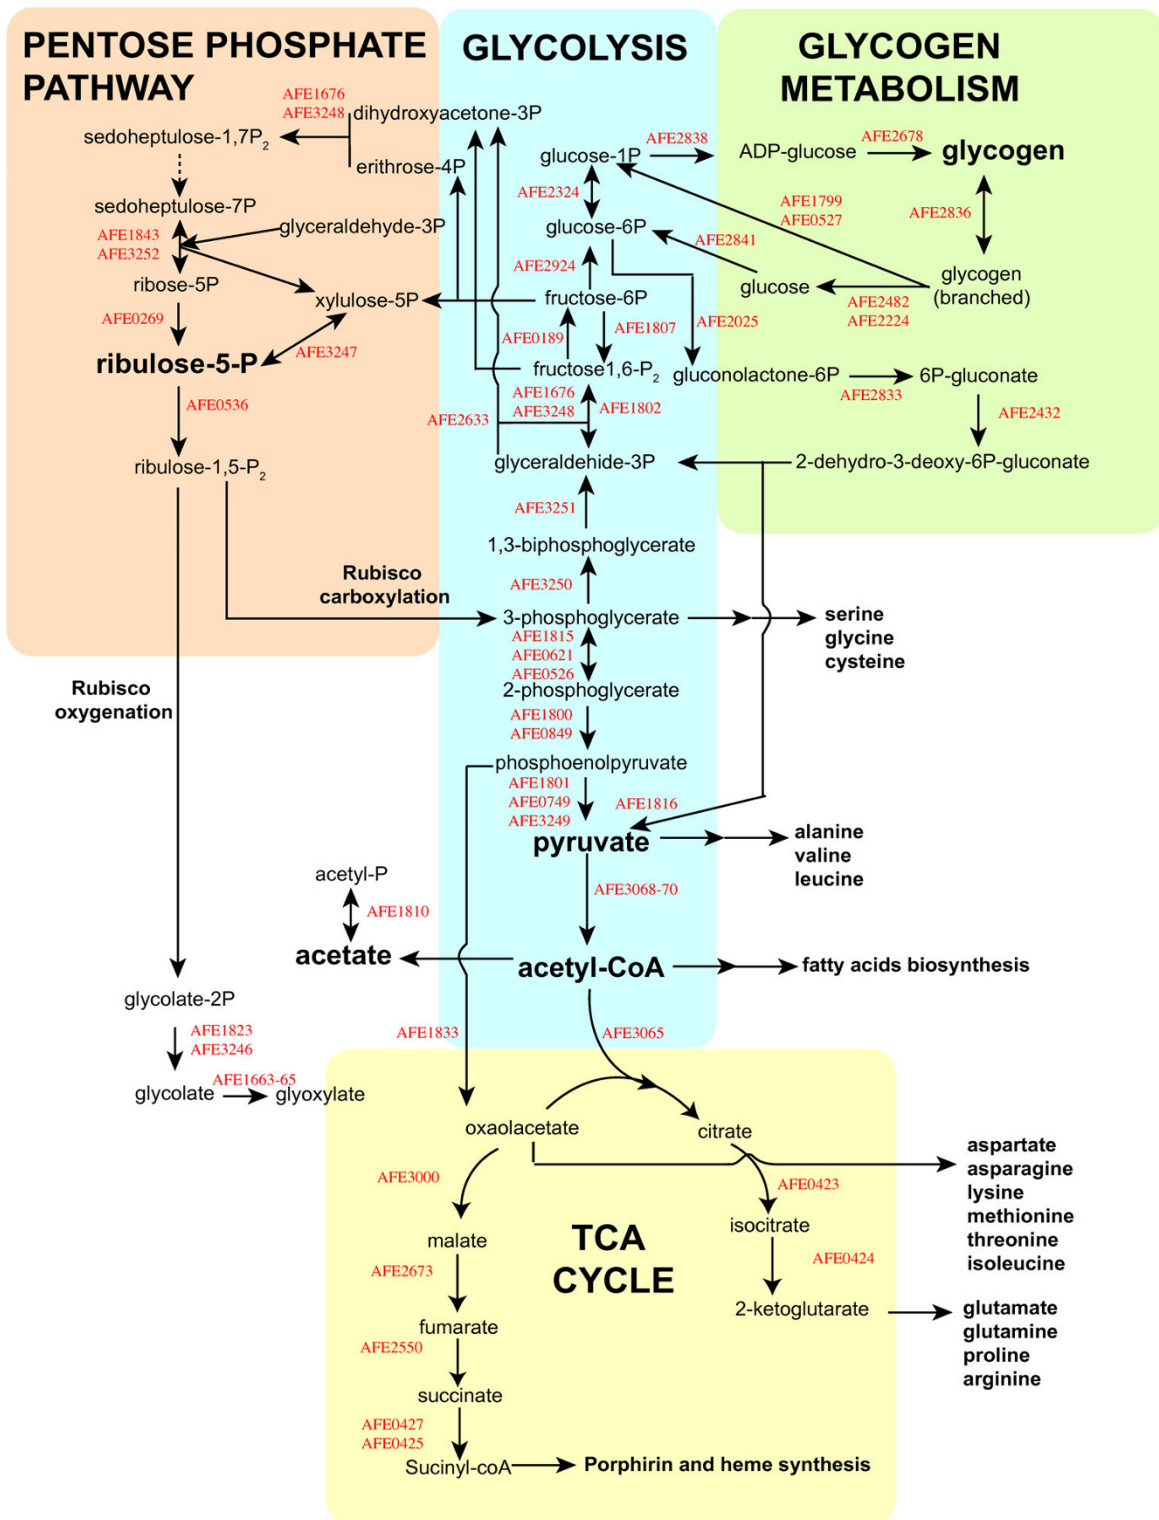 PENTOSE PHOSPHATE
PATHWAY
GLYCOLYSIS
GLYCOGEN
METABOLISM
AFE1676
AFE3248
dihydroxyacetone-3P
sedoheptulose-1,7P2
erithrose-4P
glucose-1P
AFE2838
ADP-glucose
AFE2678
glycogen
sedoheptulose-7P
AFE2324
AFE1799
AFE0527
AFE2836
AFE1843
AFE3252
glyceraldehyde-3P
glucose-6P
AFE2841
ribose-5P
xylulose-5P
AFE2924
fructose-6P
glucose
glycogen
(branched)
AFE2482
AFE2224
AFE0269
AFE0189
AFE1807
AFE2025
ribulose-5-P
AFE3247
fructose1,6-P2
gluconolactone-6P
AFE2833
6P-gluconate
AFE0536
AFE2633
AFE1676
AFE3248
AFE1802
AFE2432
ribulose-1,5-P2
glyceraldehide-3P
2-dehydro-3-deoxy-6P-gluconate
AFE3251
1,3-biphosphoglycerate
Rubisco
carboxylation
AFE3250
3-phosphoglycerate
serine
glycine
cysteine
AFE1815
AFE0621
AFE0526
Rubisco
oxygenation
2-phosphoglycerate
AFE1800
AFE0849
phosphoenolpyruvate
AFE1801
AFE0749
AFE3249
AFE1816
pyruvate
alanine
valine
leucine
acetyl-P
AFE3068-70
AFE1810
acetate
acetyl-CoA
fatty acids biosynthesis
glycolate-2P
AFE1823
AFE3246
AFE1833
AFE3065
AFE1663-65
glycolate
glyoxylate
oxaolacetate
citrate
aspartate
asparagine
lysine
methionine
threonine
isoleucine
AFE3000
AFE0423
isocitrate
malate
TCA
CYCLE
AFE2673
AFE0424
2-ketoglutarate
glutamate
glutamine
proline
arginine
fumarate
AFE2550
succinate
AFE0427
AFE0425
Sucinyl-coA
Porphirin and heme synthesis